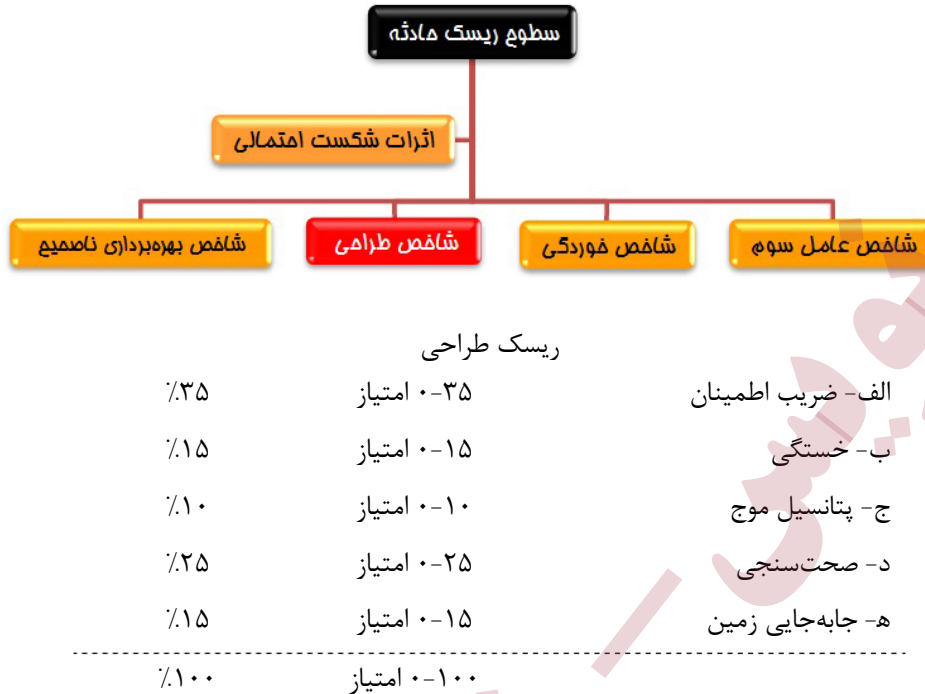 سطوح ریسک حادثه
اثرات شکست احتمالی
شاخص عامل سوم شاخص خوردگی شاخص طراحی شاخص بهره‌برداری ناصحیح
ریسک طراحی
الف- ضریب اطمینان ۰-۳۵ امتیاز ۳۵٪
ب- خستگی ۰-۱۵ امتیاز ۱۵٪
ج- پتانسیل موج ۰-۱۰ امتیاز ۱۰٪
د- صحت‌سنجی ۰-۲۵ امتیاز ۲۵٪
ه- جابه‌جایی زمین ۰-۱۵ امتیاز ۱۵٪
۰-۱۰۰ امتیاز ۱۰۰٪